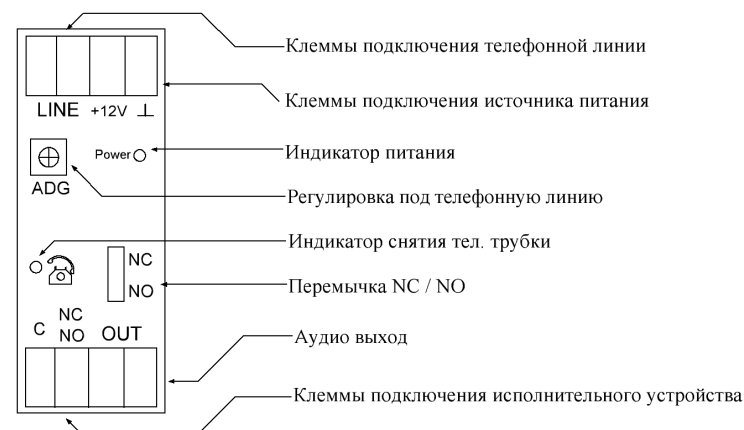 Клеммы подключения телефонной линии
Клеммы подключения источника питания
LINE +12V
Power
Индикатор питания
ADG
Регулировка под телефонную линию
Индикатор снятия тел. трубки
NC
NO
Перемычка NC / NO
NC
C NO OUT
Аудио выход
Клеммы подключения исполнительного устройства